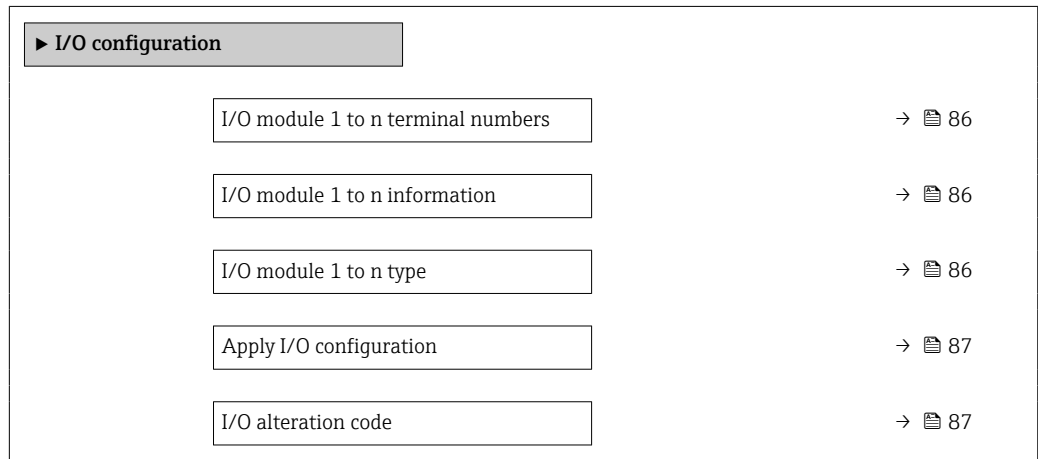 ► I/O configuration
I/O module 1 to n terminal numbers → 86
I/O module 1 to n information → 86
I/O module 1 to n type → 86
Apply I/O configuration → 87
I/O alteration code → 87